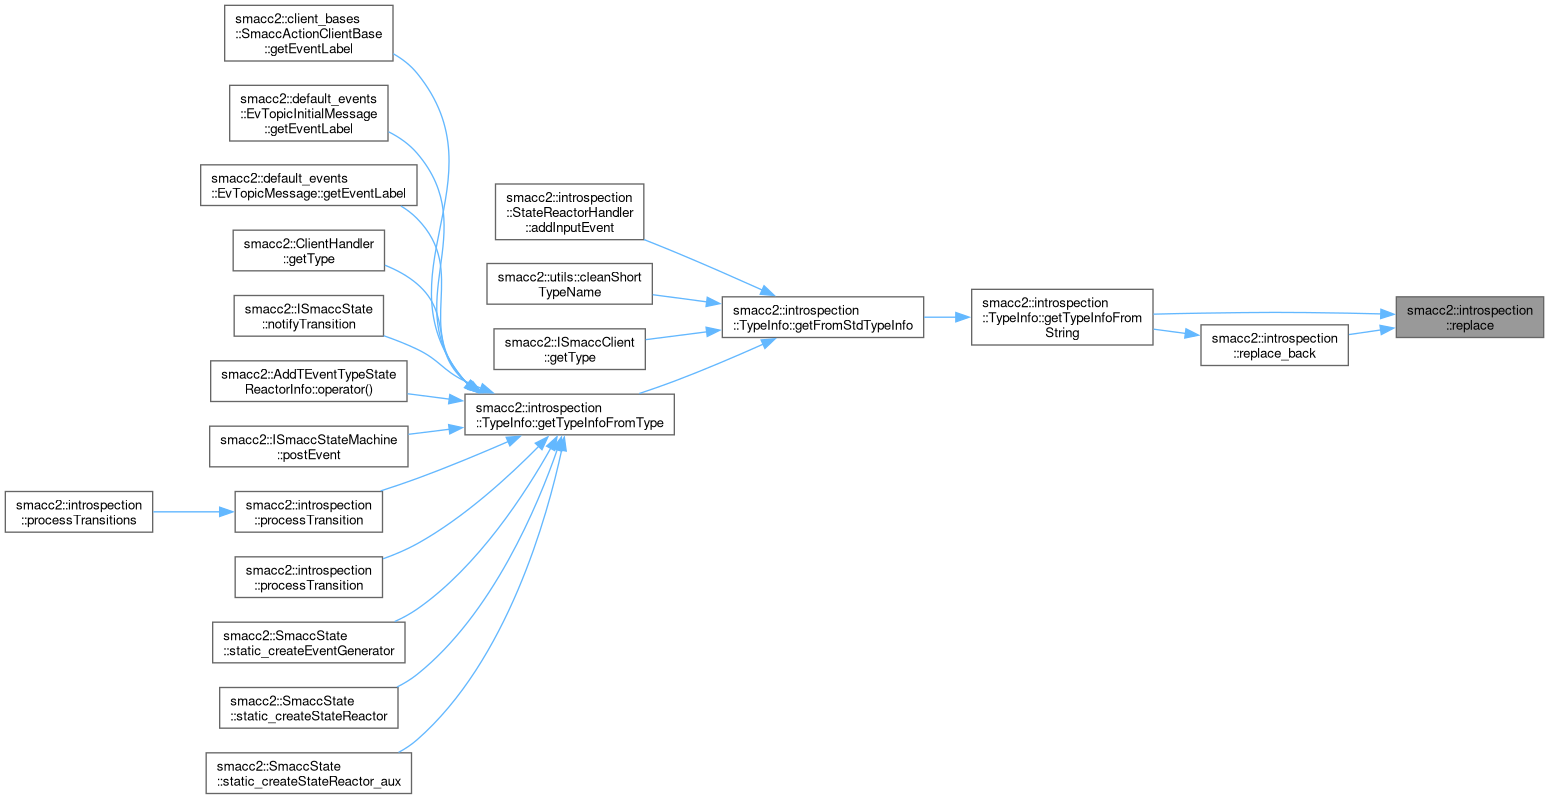 smacc2::client_bases
::SmaccActionClientBase
::getEventLabel
smacc2::default_events
::EvTopicInitialMessage
::getEventLabel
smacc2::default_events
::EvTopicMessage::getEventLabel
smacc2::ClientHandler
::getType
smacc2::ISmaccState
::notifyTransition
smacc2::AddTEventTypeState
ReactorInfo::operator()
smacc2::ISmaccStateMachine
::postEvent
smacc2::introspection
::processTransitions
smacc2::introspection
::processTransition
smacc2::introspection
::processTransition
smacc2::SmaccState
::static_createEventGenerator
smacc2::SmaccState
::static_createStateReactor
smacc2::SmaccState
::static_createStateReactor_aux
smacc2::introspection
::StateReactorHandler
::addInputEvent
smacc2::utils::cleanShort
TypeName
smacc2::ISmaccClient
::getType
smacc2::introspection
::TypeInfo::getTypeInfoFromType
smacc2::introspection
::TypeInfo::getFromStdTypeInfo
smacc2::introspection
::TypeInfo::getTypeInfoFrom
String
smacc2::introspection
::replace_back
smacc2::introspection
::replace